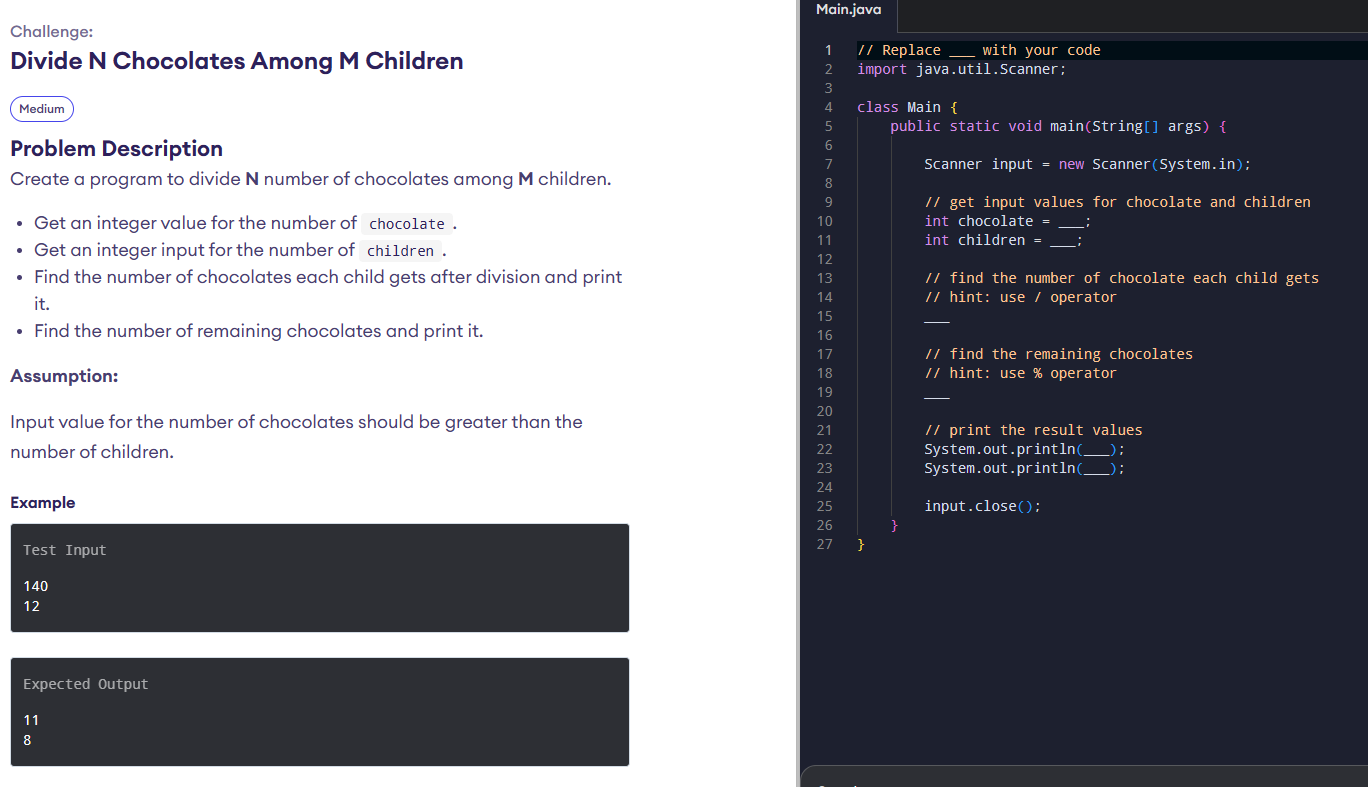 Challenge:
Divide N Chocolates Among M Children
Medium
Problem Description
Create a program to divide N number of chocolates among M children.
• Get an integer value for the number of chocolate .
• Get an integer input for the number of children .
• Find the number of chocolates each child gets after division and print
it.
• Find the number of remaining chocolates and print it.
Assumption:
Input value for the number of chocolates should be greater than the
number of children.
Example
Test Input
140
12
Expected Output
11
8
Main.java
1 // Replace ___ with your code
2 import java.util.Scanner;
3
4 class Main {
5 public static void main(String[] args) {
6
7 Scanner input = new Scanner(System.in);
8
9 // get input values for chocolate and children
10 int chocolate = ___;
11 int children = ___;
12
13 // find the number of chocolate each child gets
14 // hint: use / operator
15 ___
16
17 // find the remaining chocolates
18 // hint: use % operator
19 ___
20
21 // print the result values
22 System.out.println(___);
23 System.out.println(___);
24
25 input.close();
26 }
27 }